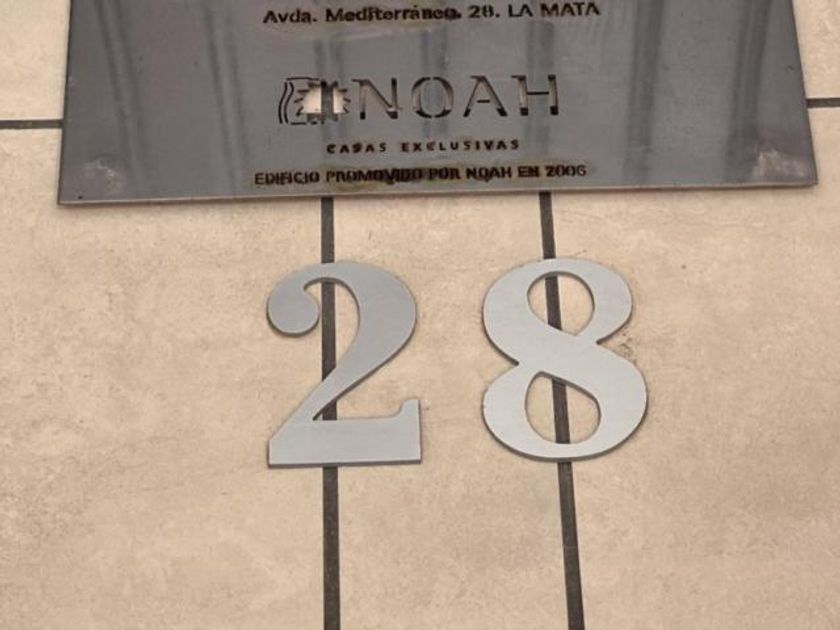 Avda. Mediterráneo. 28. LA MATA
NOAH
CASAS EXCLUSIVAS
EDIFICIO PROMOVIDO POR NOAH EN 2006
28